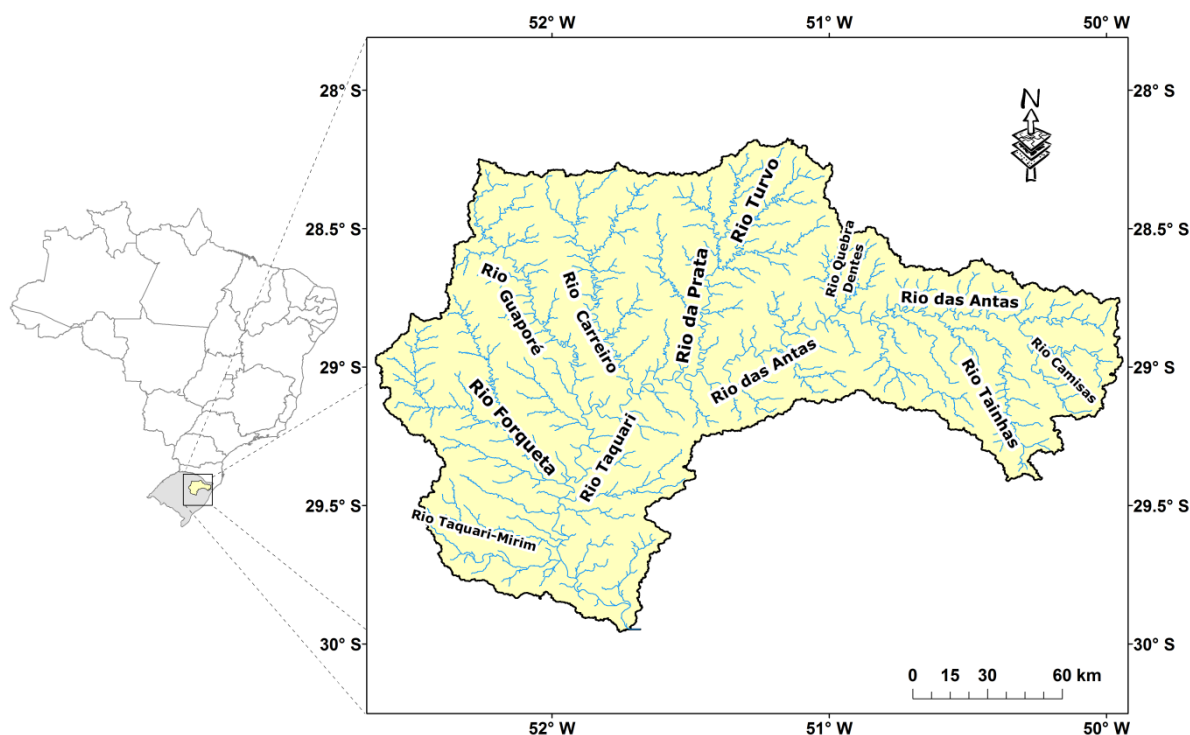 52° W
51° W
50° W
28° S
28° S
N
Rio Turvo
28.5° S
28.5° S
Rio Quebra
Dentes
Rio Guaporé
Rio Carreiro
Rio da Prata
Rio das Antas
Rio das Antas
Rio Camisas
Rio Tainhas
29° S
29° S
Rio Forqueta
Rio Taquari
29.5° S
29.5° S
Rio Taquari-Mirim
30° S
30° S
0 15 30 60 km
52° W
51° W
50° W